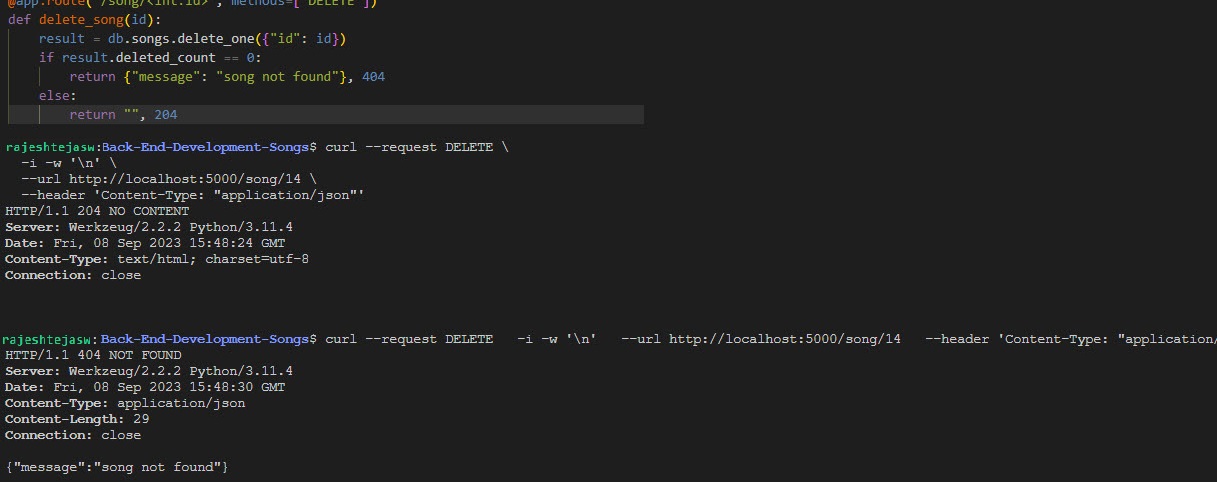 @app.route("/song/<int:id>", methods=["DELETE"])
def delete_song(id):
    result = db.songs.delete_one({"id": id})
    if result.deleted_count == 0:
        return {"message": "song not found"}, 404
    else:
        return "", 204
rajeshtejasw:Back-End-Development-Songs$ curl --request DELETE \
  -i -w '\n' \
  --url http://localhost:5000/song/14 \
  --header 'Content-Type: "application/json"'
HTTP/1.1 204 NO CONTENT
Server: Werkzeug/2.2.2 Python/3.11.4
Date: Fri, 08 Sep 2023 15:48:24 GMT
Content-Type: text/html; charset=utf-8
Connection: close
rajeshtejasw:Back-End-Development-Songs$ curl --request DELETE   -i -w '\n'   --url http://localhost:5000/song/14   --header 'Content-Type: "application/
HTTP/1.1 404 NOT FOUND
Server: Werkzeug/2.2.2 Python/3.11.4
Date: Fri, 08 Sep 2023 15:48:30 GMT
Content-Type: application/json
Content-Length: 29
Connection: close
{"message":"song not found"}